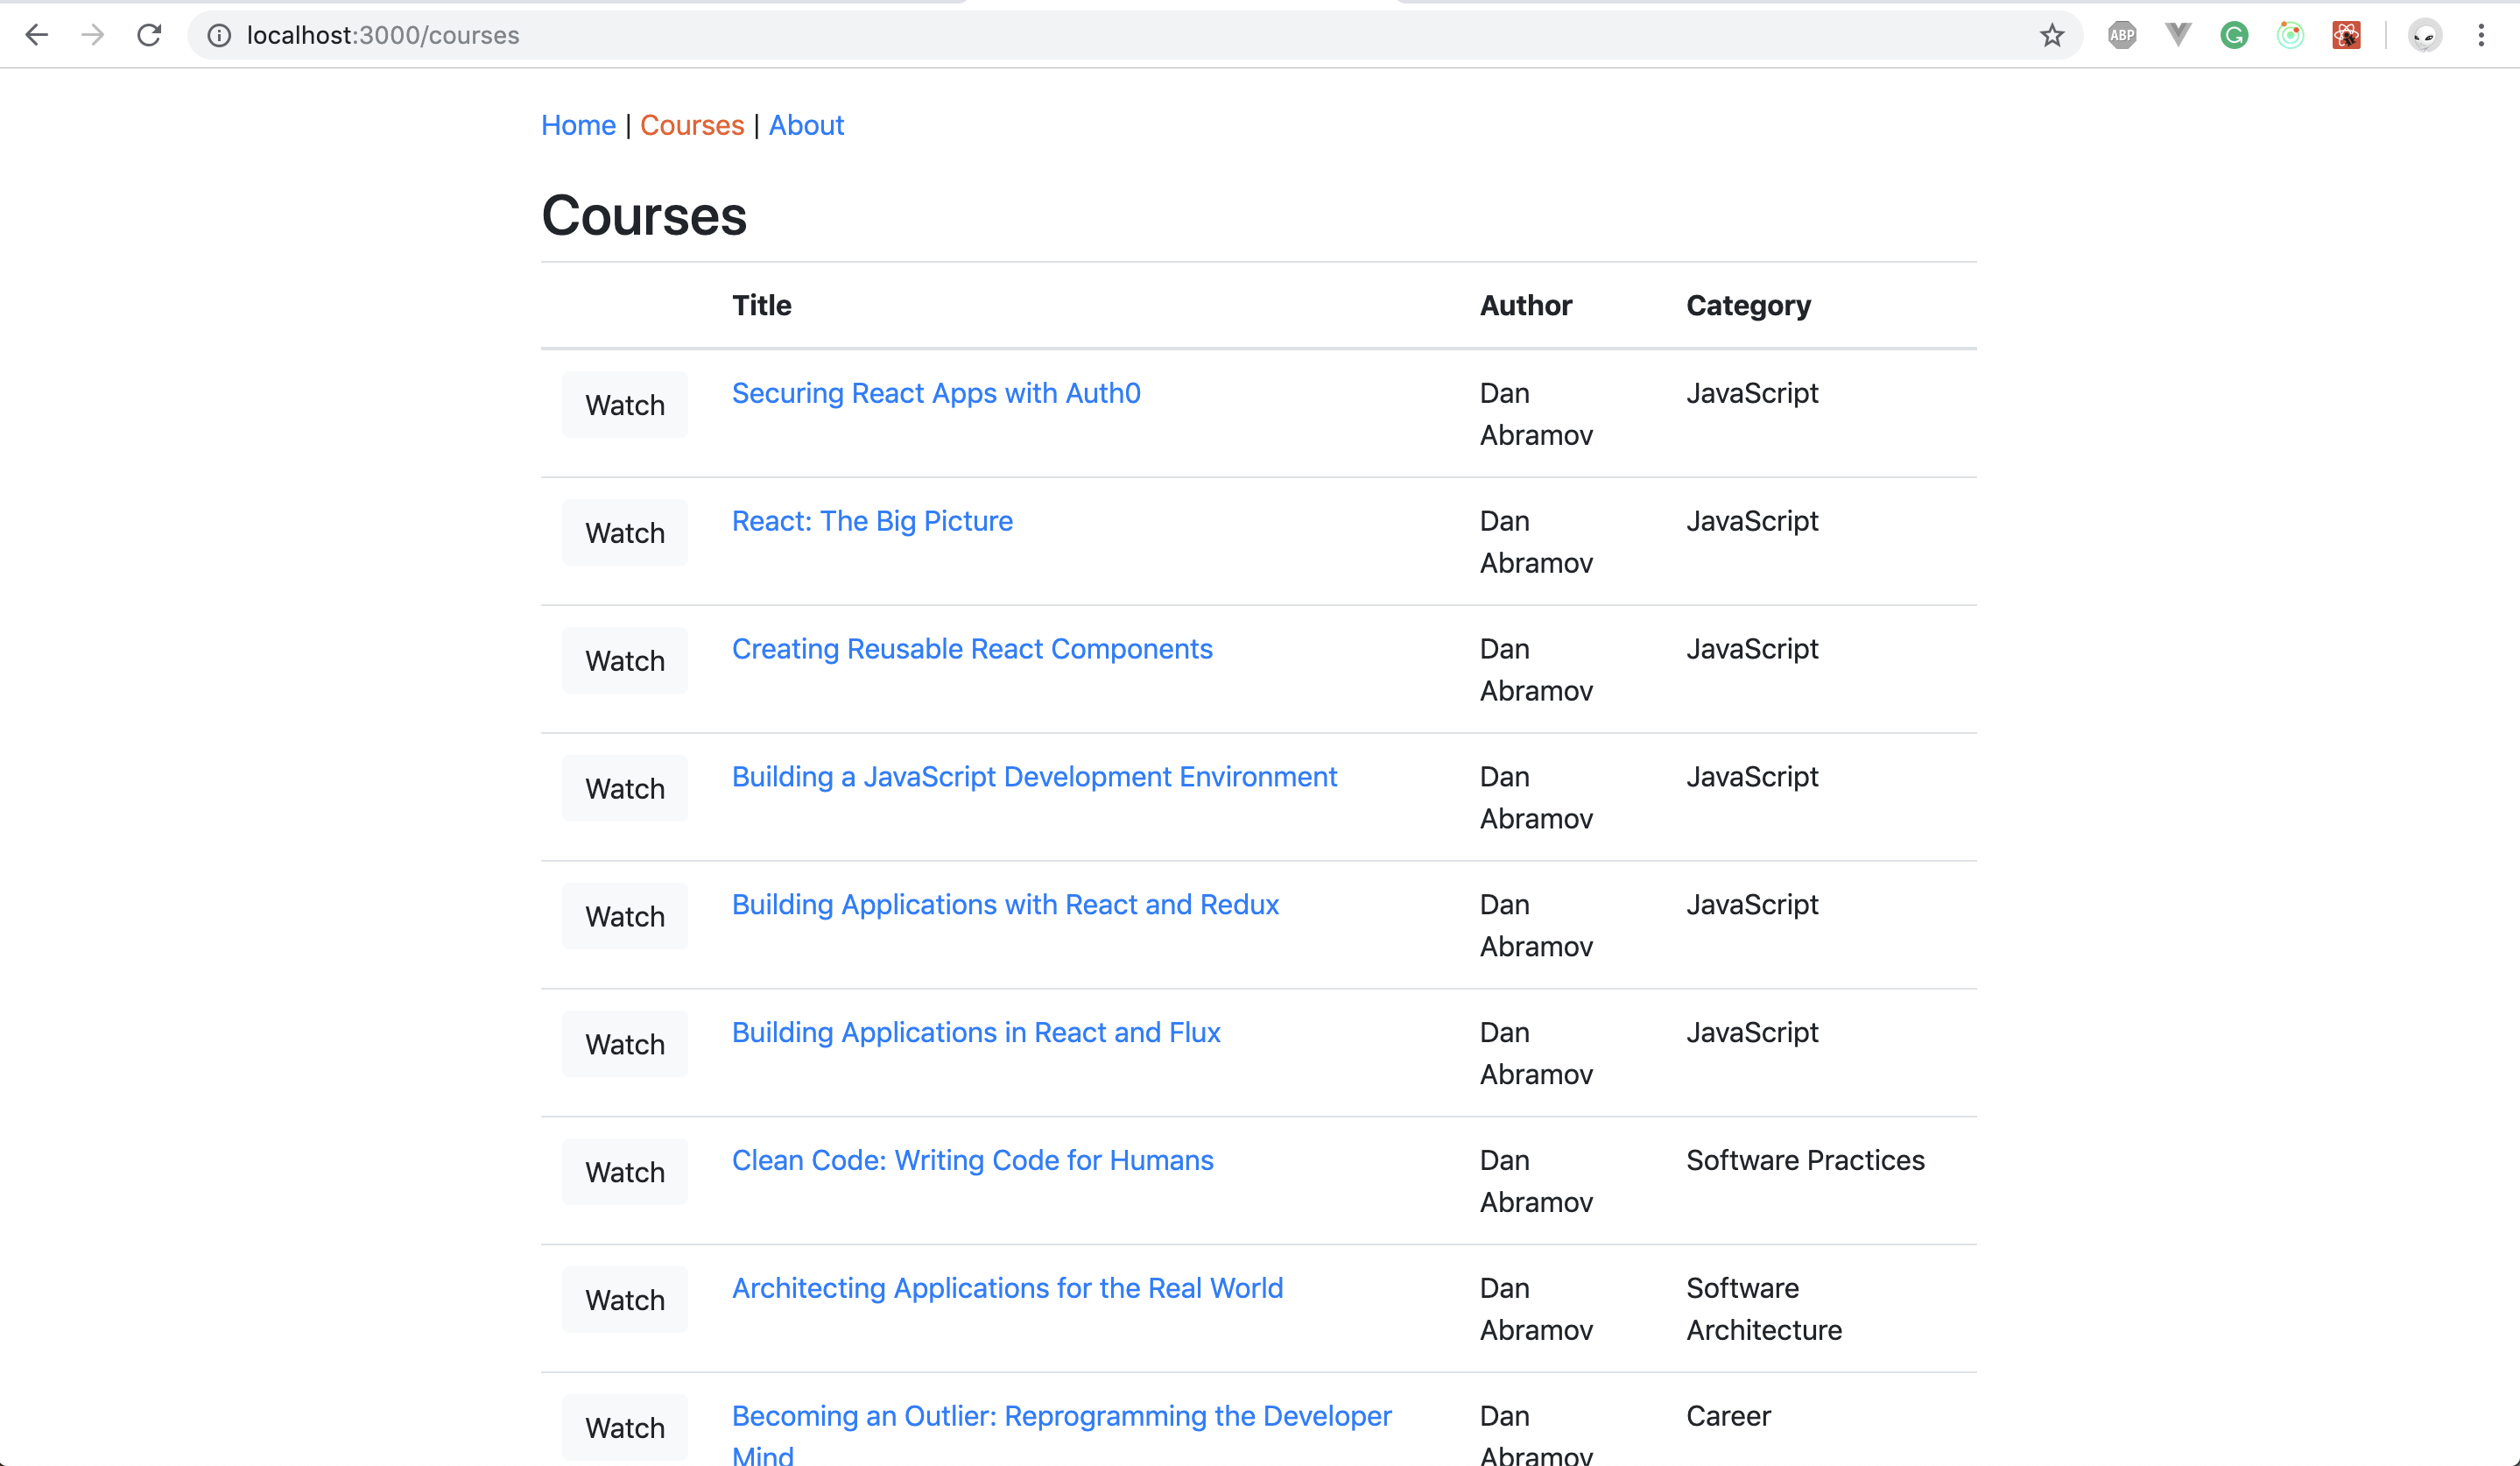 localhost:3000/courses
ABP
Home | Courses | About
Courses
Title Author Category
Watch Securing React Apps with Auth0 Dan JavaScript
Abramov
Watch React: The Big Picture Dan JavaScript
Abramov
Watch Creating Reusable React Components Dan JavaScript
Abramov
Watch Building a JavaScript Development Environment Dan JavaScript
Abramov
Watch Building Applications with React and Redux Dan JavaScript
Abramov
Watch Building Applications in React and Flux Dan JavaScript
Abramov
Watch Clean Code: Writing Code for Humans Dan Software Practices
Abramov
Watch Architecting Applications for the Real World Dan Software
Abramov Architecture
Watch Becoming an Outlier: Reprogramming the Developer Dan Career
Mind Abramov